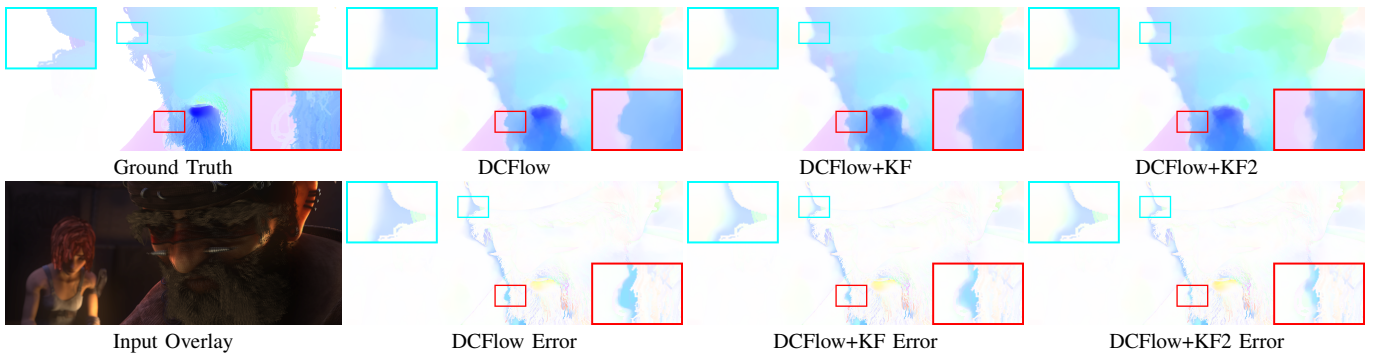 Ground Truth
DCFlow
DCFlow+KF
DCFlow+KF2
Input Overlay
DCFlow Error
DCFlow+KF Error
DCFlow+KF2 Error